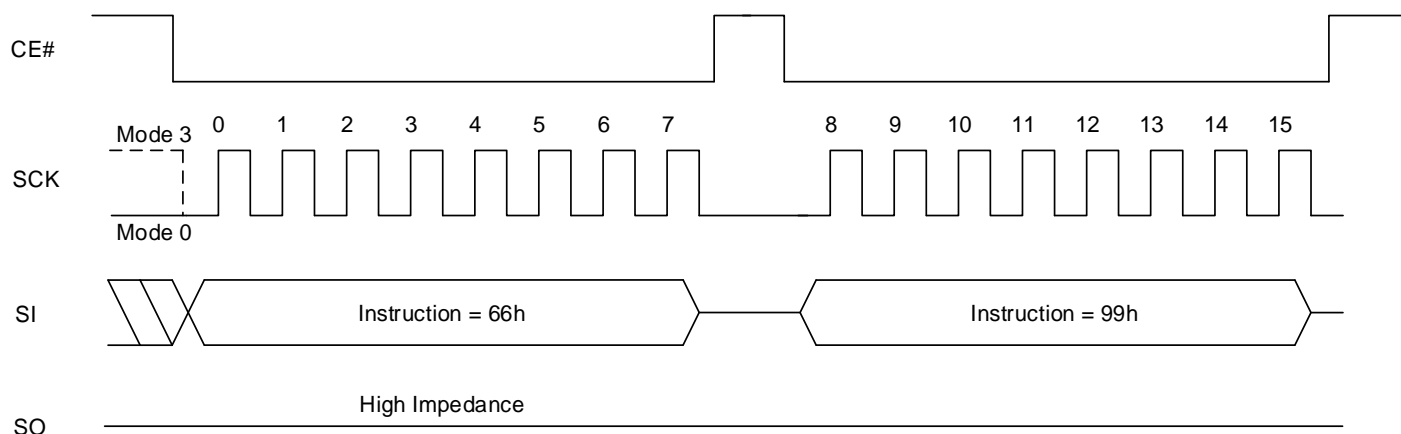 CE#
Mode 3
0 1 2 3 4 5 6 7 8 9 10 11 12 13 14 15
SCK
Mode 0
SI
Instruction = 66h
Instruction = 99h
High Impedance
SO